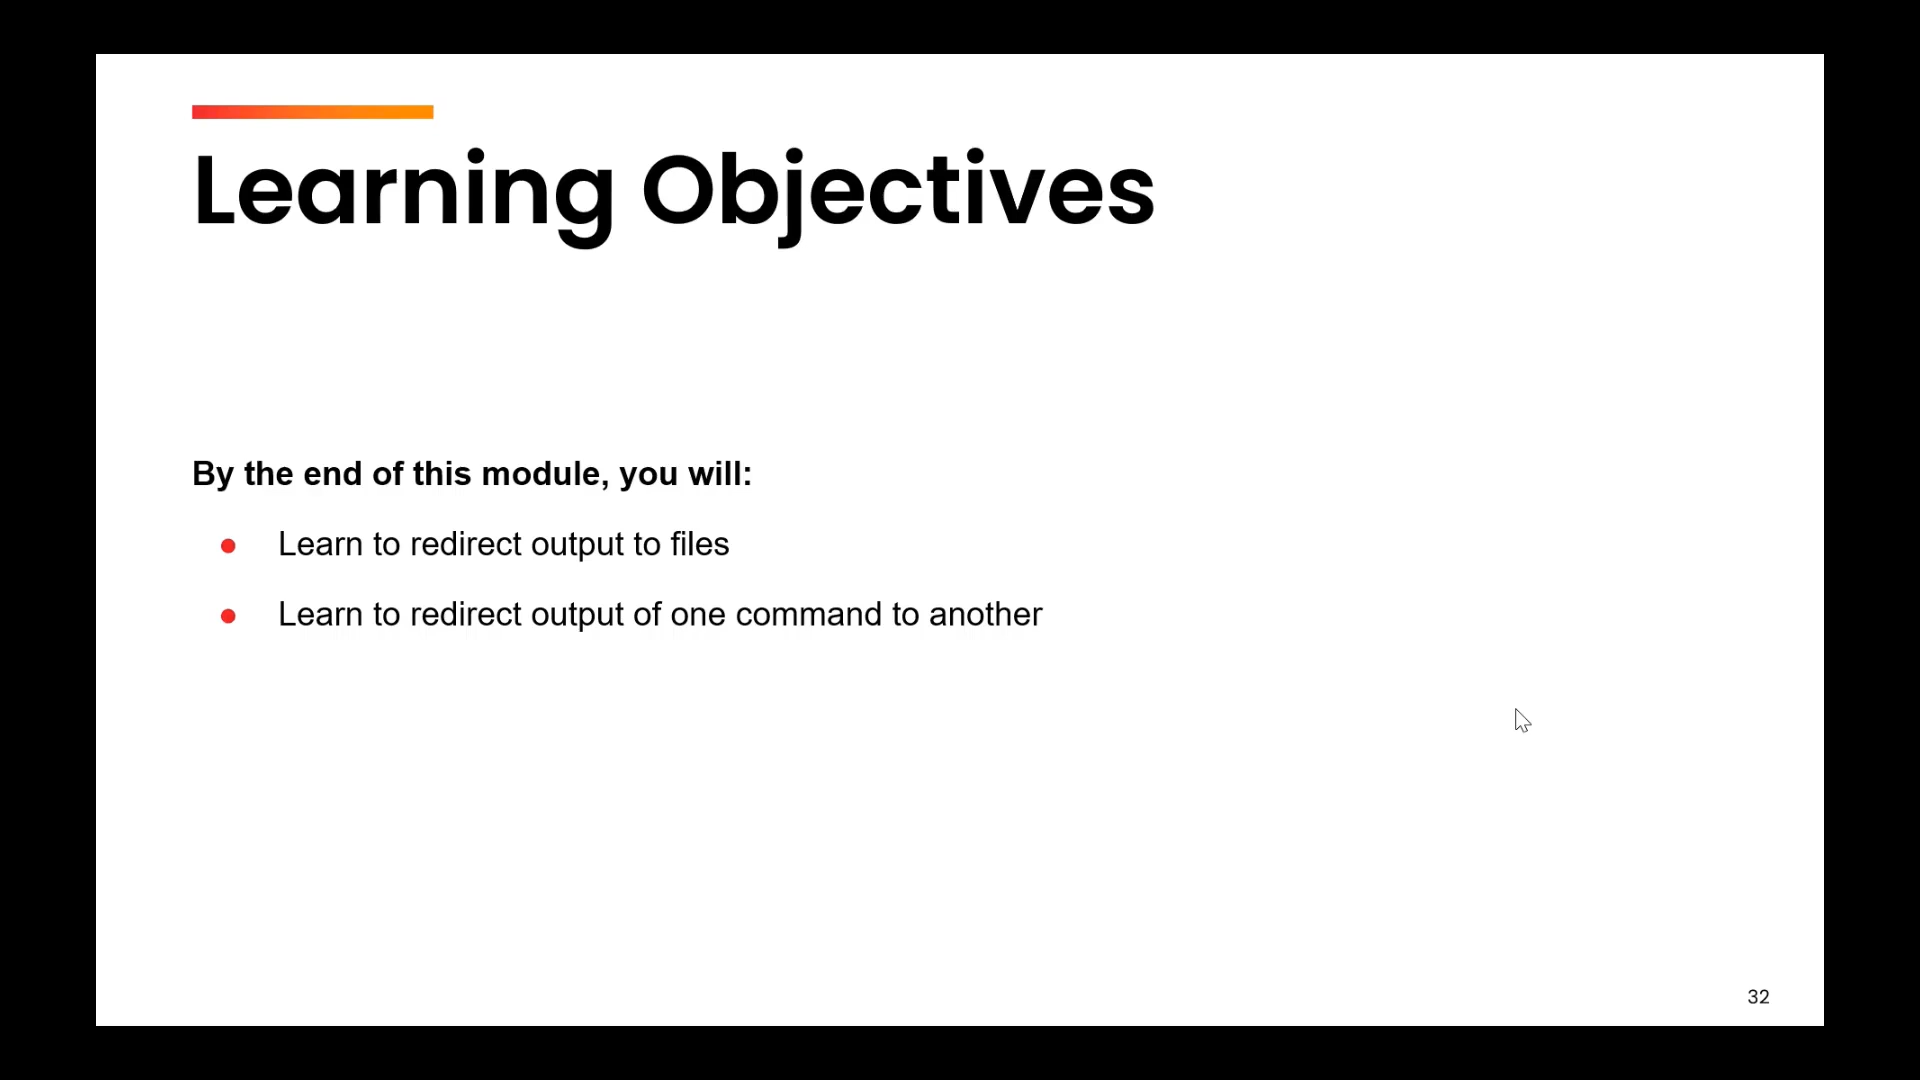 Learning Objectives
By the end of this module, you will:
● Learn to redirect output to files
● Learn to redirect output of one command to another
32